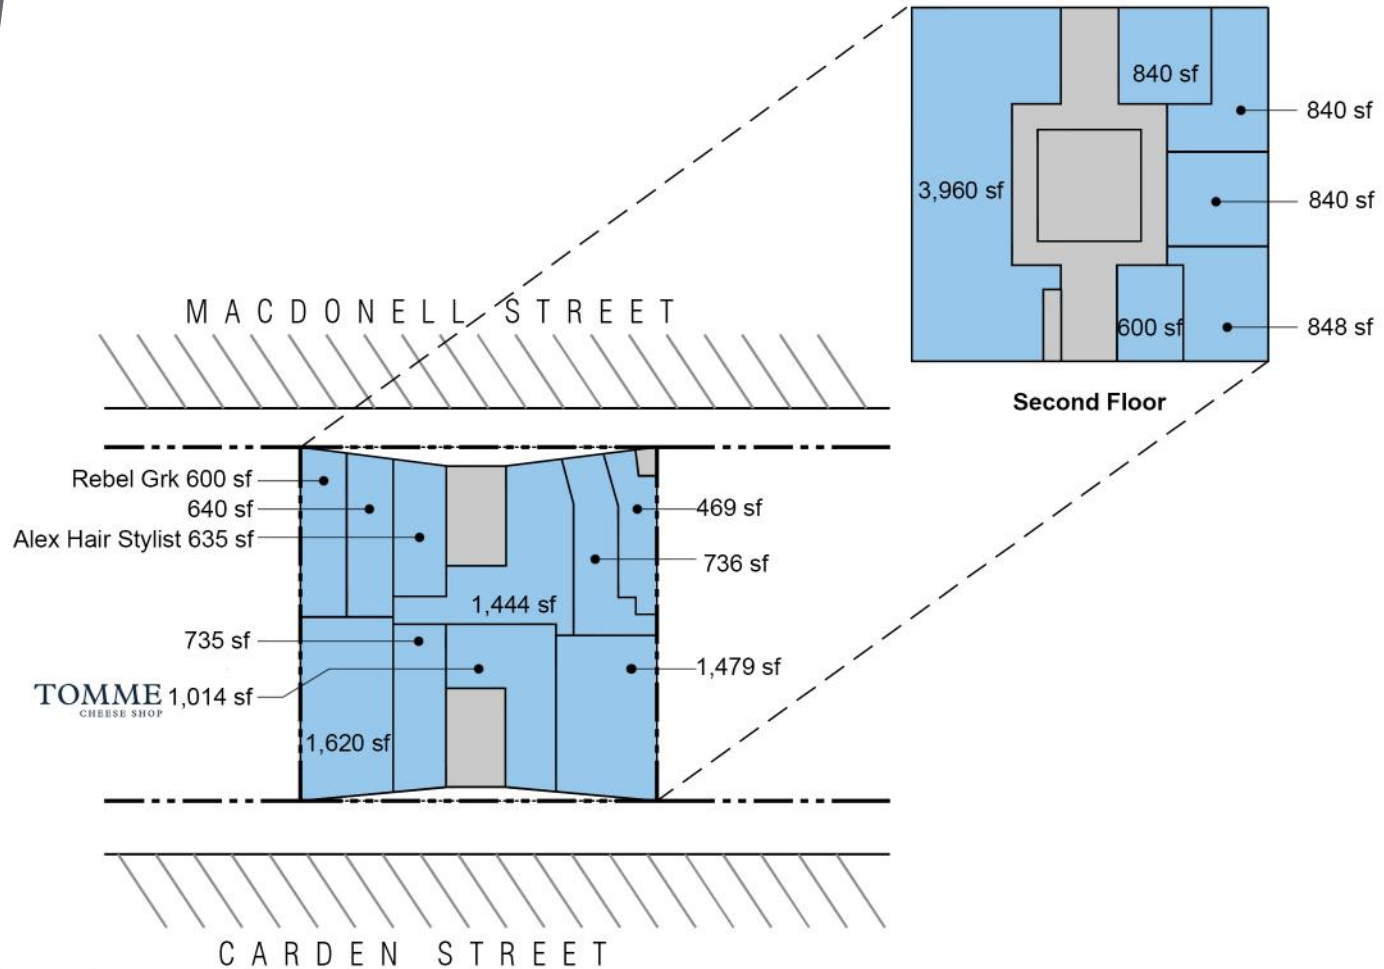 840 sf
840 sf
3,960 sf
840 sf
600 sf
848 sf
Second Floor
MACDONELL STREET
Rebel Grk 600 sf
640 sf
Alex Hair Stylist 635 sf
469 sf
736 sf
1,444 sf
735 sf
1,479 sf
TOMME
CHEESE SHOP
1,014 sf
1,620 sf
CARDEN STREET